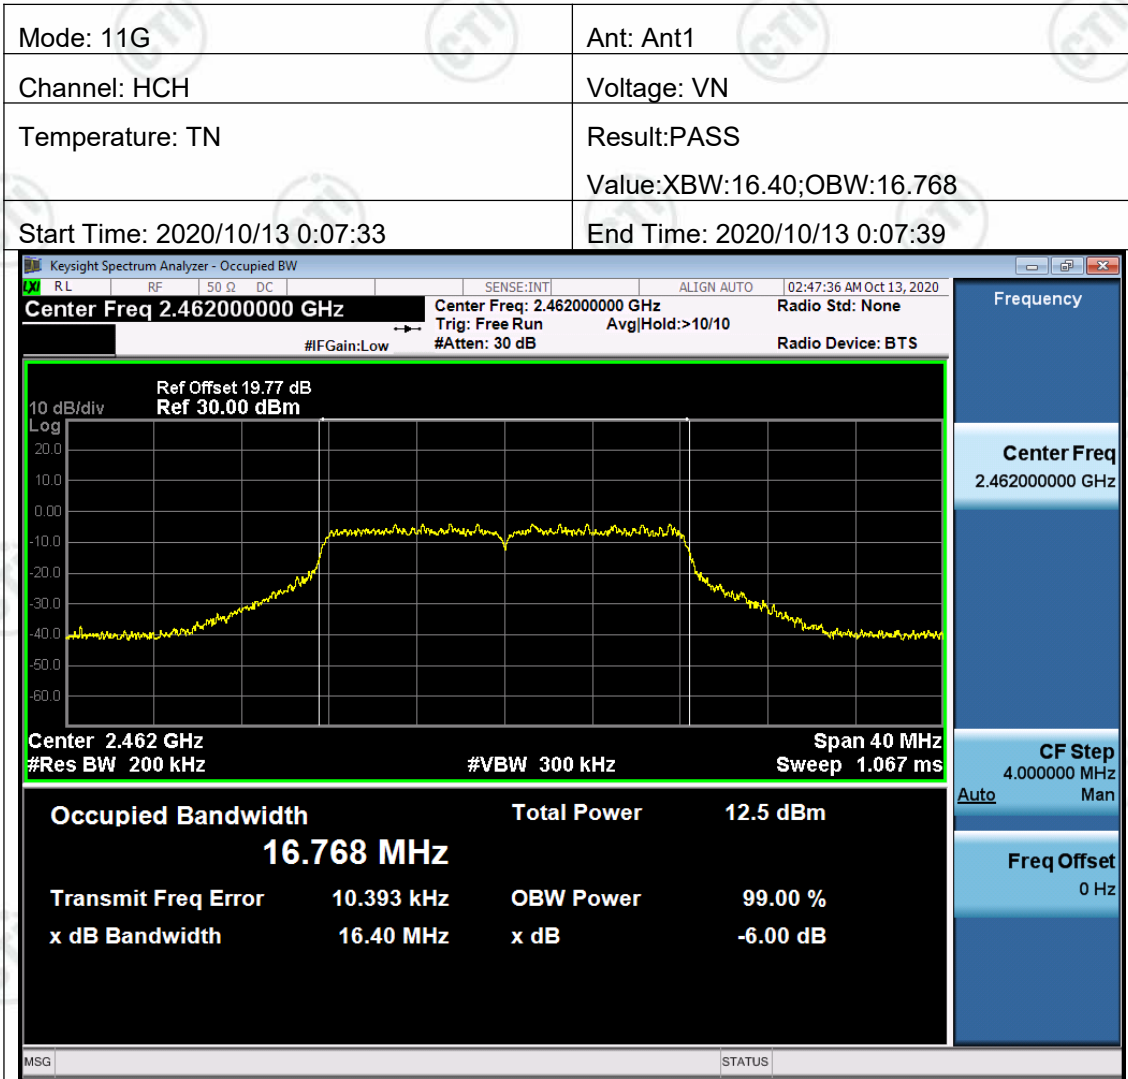 Mode: 11G
Ant: Ant1
Channel: HCH
Voltage: VN
Temperature: TN
Result:PASS
Value:XBW:16.40;OBW:16.768
Start Time: 2020/10/13 0:07:33
End Time: 2020/10/13 0:07:39
Keysight Spectrum Analyzer - Occupied BW
LXI RL RF 50 Ω DC SENSE:INT ALIGN AUTO 02:47:36 AM Oct 13, 2020
Center Freq 2.462000000 GHz
Center Freq: 2.462000000 GHz
Radio Std: None
Trig: Free Run Avg|Hold:>10/10
#IFGain:Low
#Atten: 30 dB
Radio Device: BTS
Ref Offset 19.77 dB
10 dB/div Ref 30.00 dBm
Log
20.0
10.0
0.00
-10.0
-20.0
-30.0
-40.0
-50.0
-60.0
Center 2.462 GHz
Span 40 MHz
#Res BW 200 kHz
#VBW 300 kHz
Sweep 1.067 ms
Occupied Bandwidth
Total Power 12.5 dBm
16.768 MHz
Transmit Freq Error 10.393 kHz
OBW Power 99.00 %
x dB Bandwidth 16.40 MHz
x dB -6.00 dB
Frequency
Center Freq
2.462000000 GHz
CF Step
4.000000 MHz
Auto Man
Freq Offset
0 Hz
MSG
STATUS
CTI
CTI
CTI
CTI
CTI
CTI
CTI